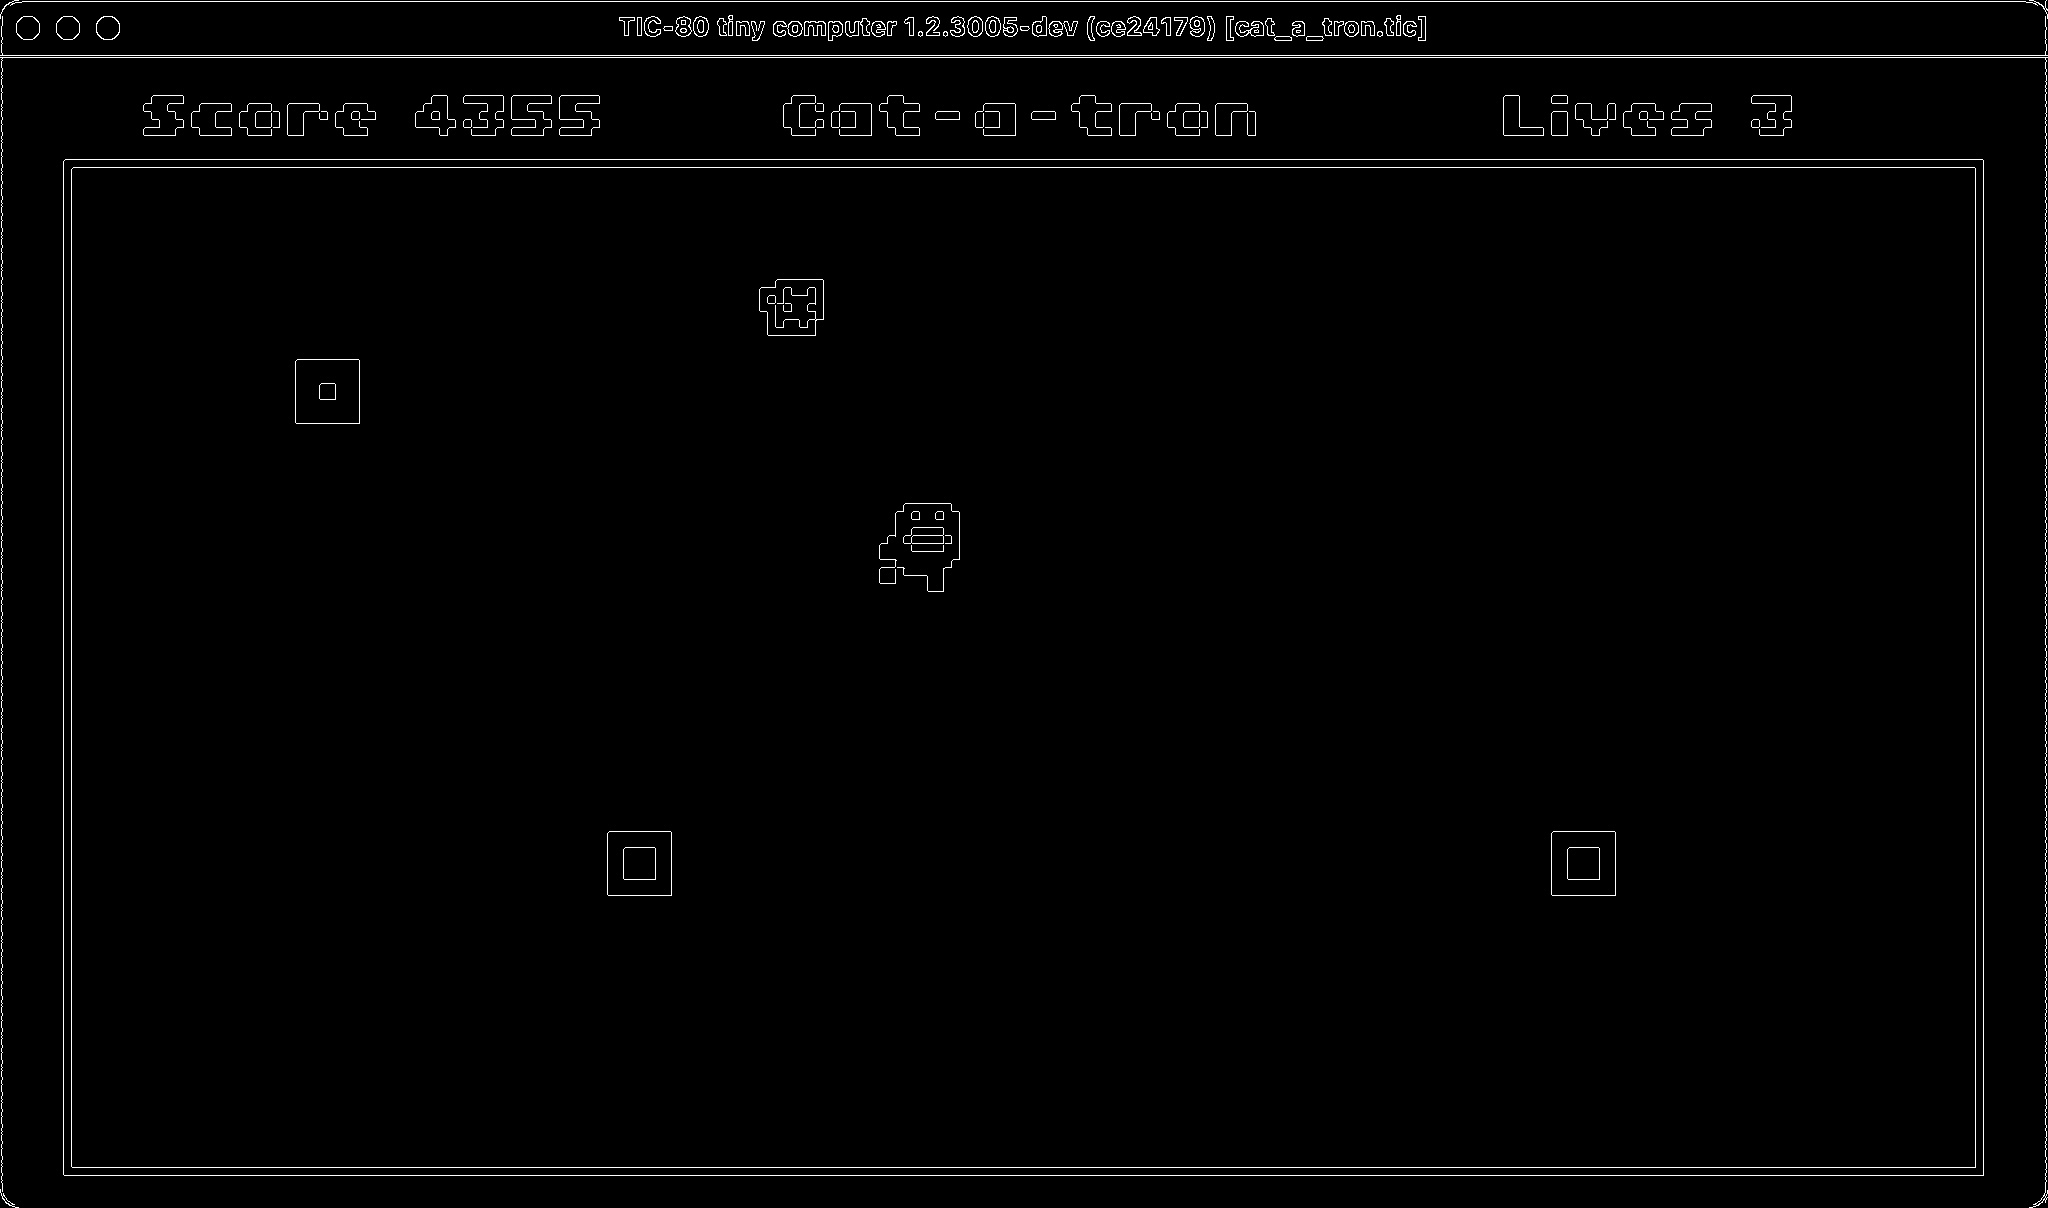 TIC-80 tiny computer 1.2.3005-dev (ce24179) [cat_a_tron.tic]
Score 4355 Cat-a-tron Lives 3